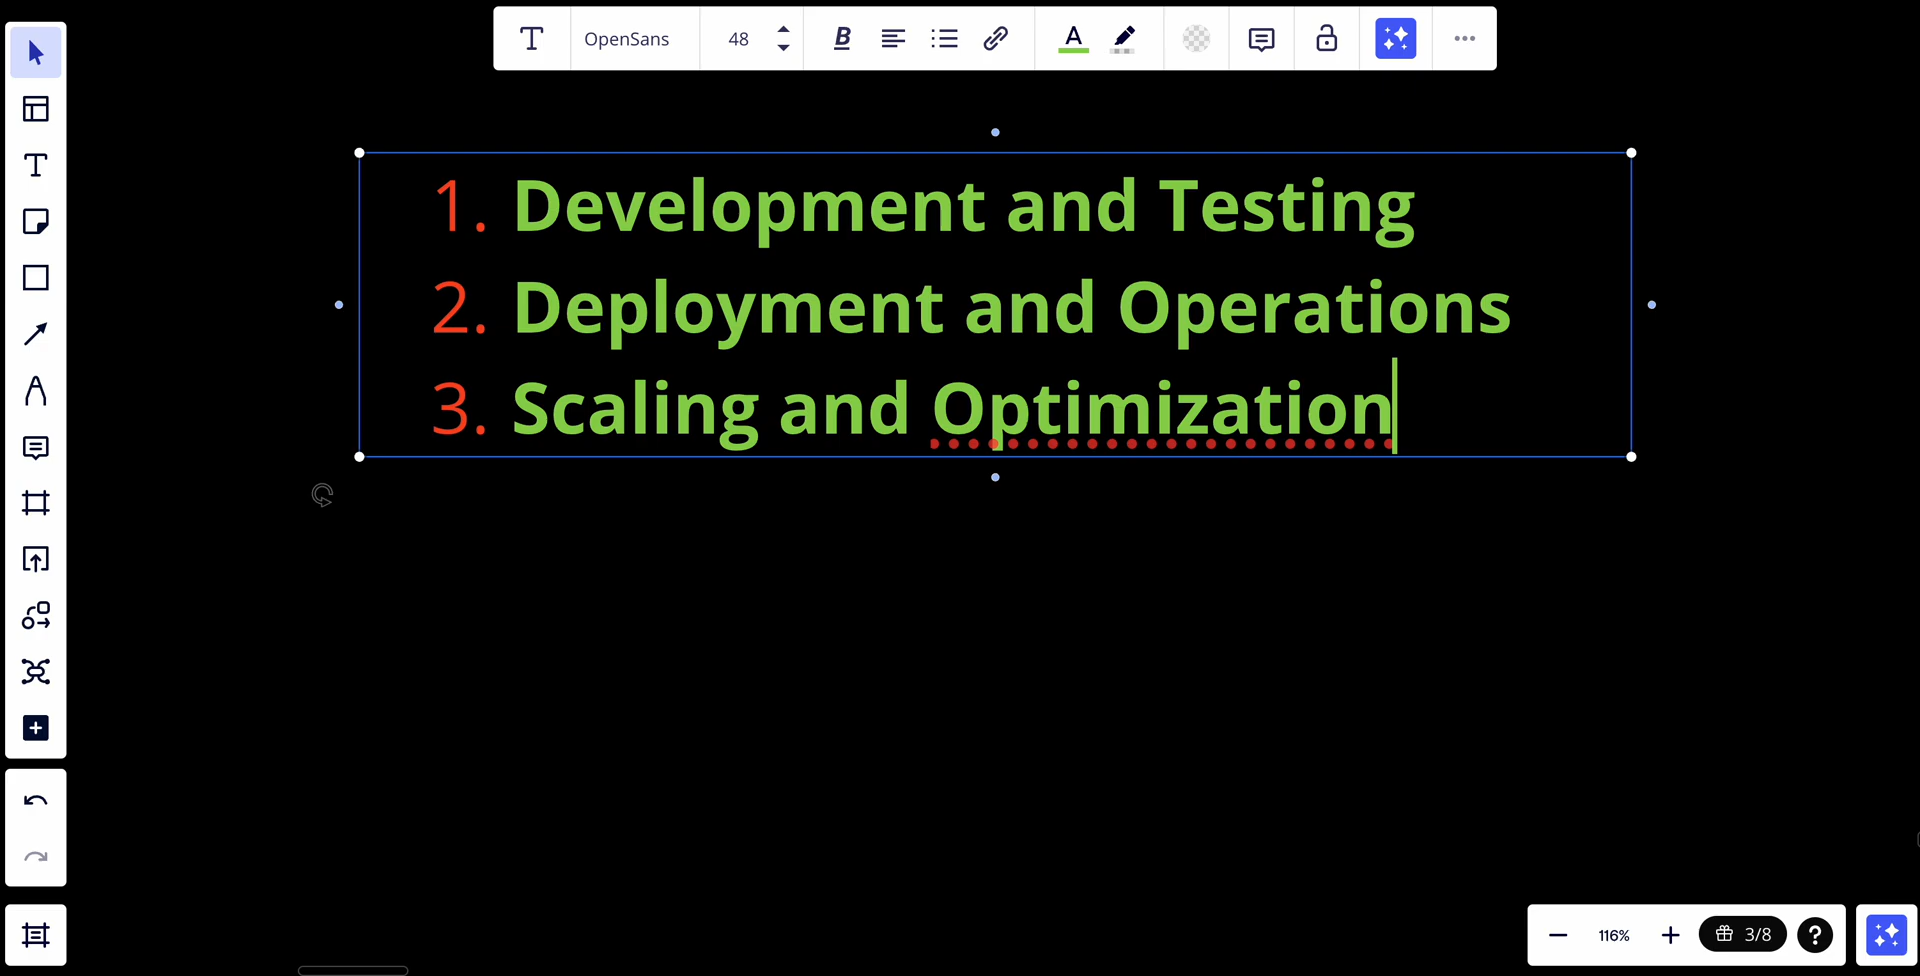 OpenSans 48 B A
1. Development and Testing
2. Deployment and Operations
3. Scaling and Optimization
116% 3/8 ?